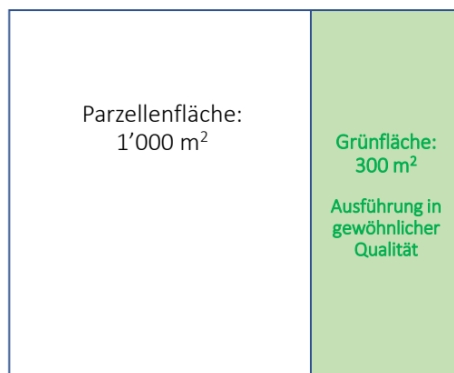 Parzellenfläche:
1’000 m²
Grünfläche:
300 m²
Ausführung in
gewöhnlicher
Qualität